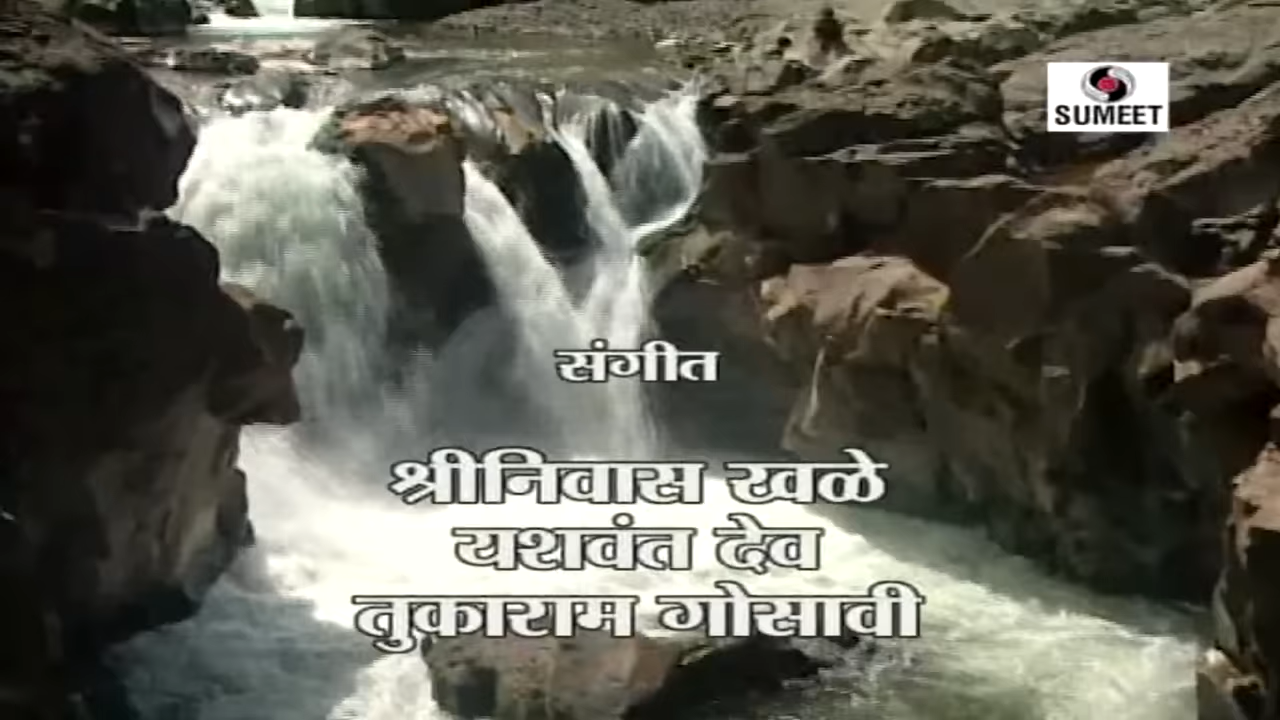 SUMEET
संगीत
श्रीनिवास खळे
यशवंत देव
तुकाराम गोसावी